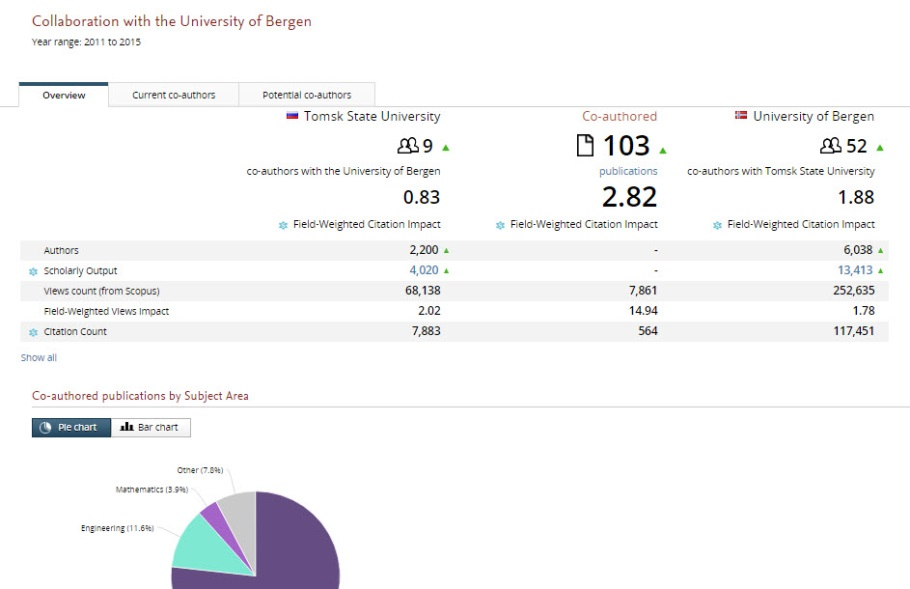 Collaboration with the University of Bergen
Year range: 2011 to 2015
Overview Current co-authors Potential co-authors
Tomsk State University Co-authored University of Bergen
9 103 52
co-authors with the University of Bergen publications co-authors with Tomsk State University
0.83 2.82 1.88
Field-Weighted Citation Impact Field-Weighted Citation Impact Field-Weighted Citation Impact
Authors 2,200 - 6,038
Scholarly Output 4,020 - 13,413
Views count (from Scopus) 68,138 7,861 252,635
Field-Weighted Views Impact 2.02 14.94 1.78
Citation Count 7,883 564 117,451
Show all
Co-authored publications by Subject Area
Pie chart Bar chart
Other (7.8%)
Mathematics (3.9%)
Engineering (11.6%)